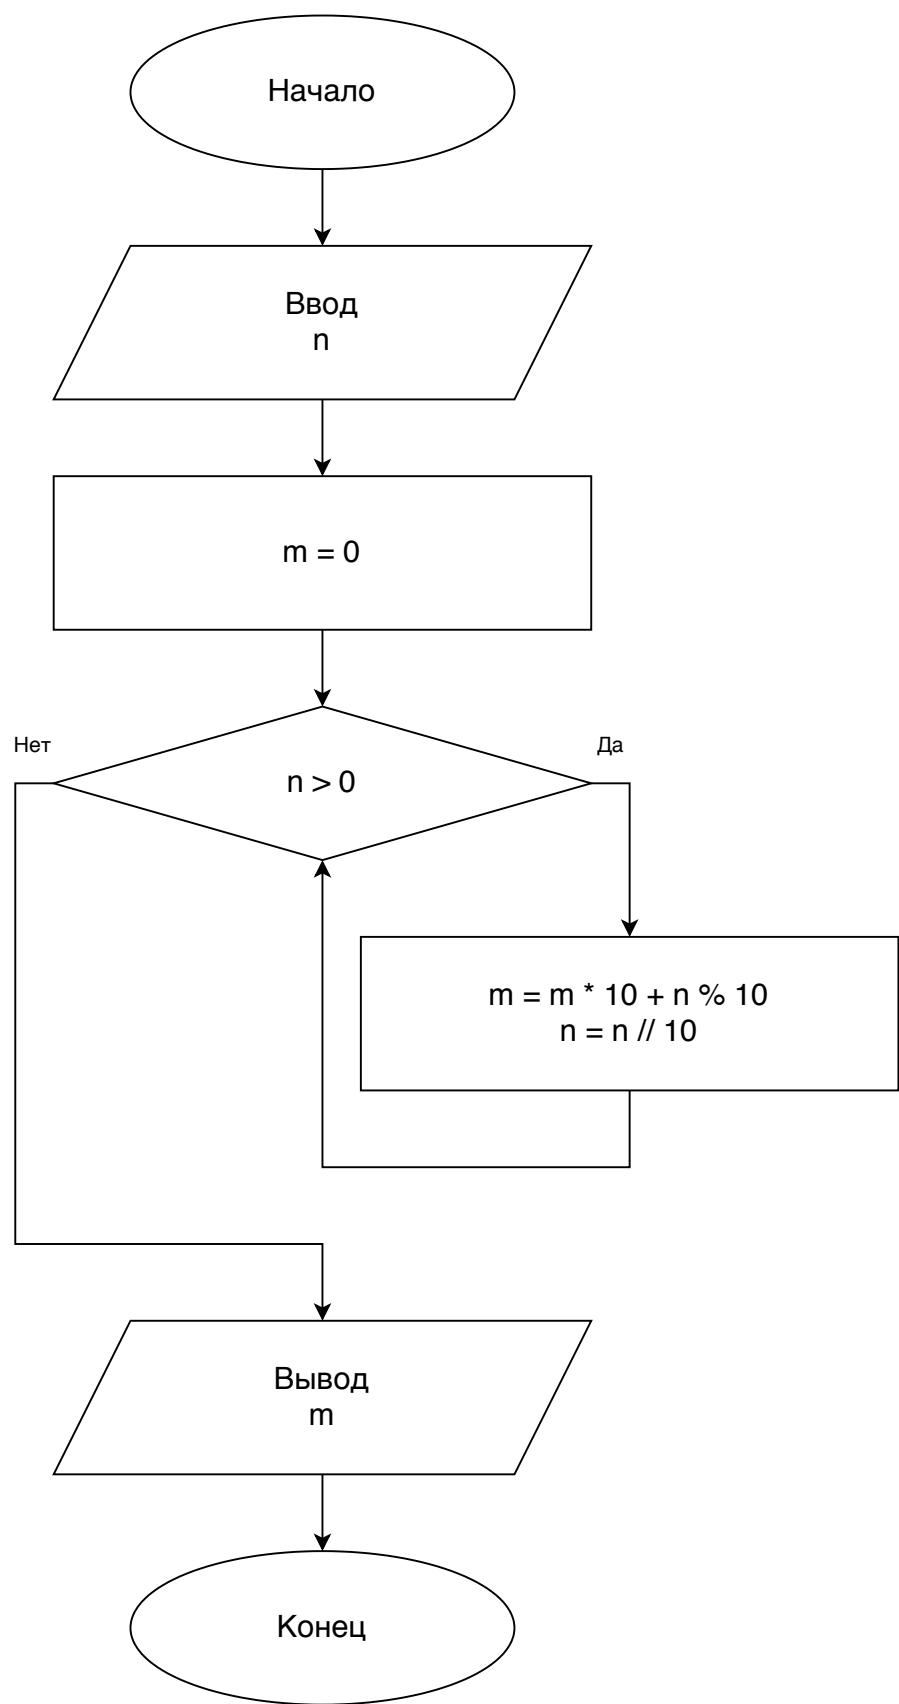 Начало
Ввод
n
m = 0
Нет
Да
n > 0
m = m * 10 + n % 10
n = n // 10
Вывод
m
Конец